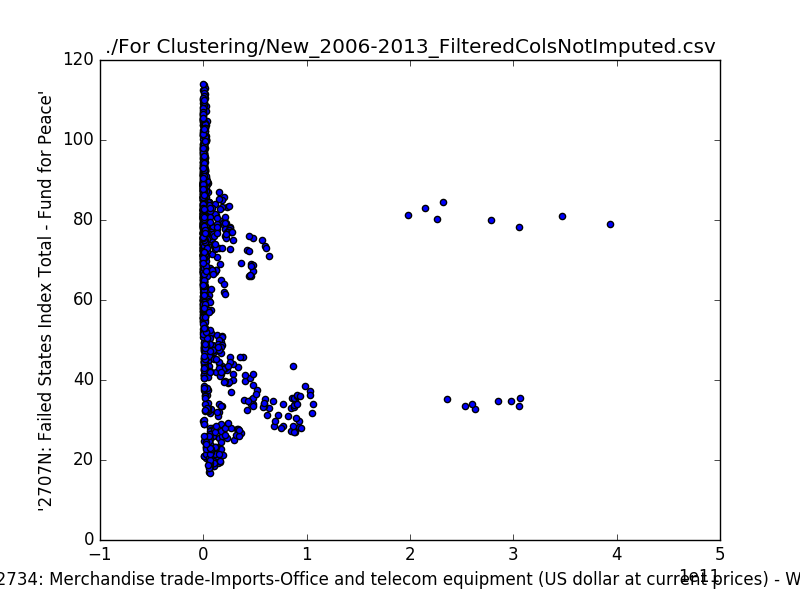 ./For Clustering/New_2006-2013_FilteredColsNotImputed.csv
120
100
80
60
40
20
0
'2707N: Failed States Index Total - Fund for Peace'
−1 0 1 2 3 4 5
1e11
2734: Merchandise trade-Imports-Office and telecom equipment (US dollar at current prices) - W